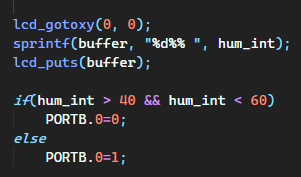 lcd_gotoxy(0, 0);
sprintf(buffer, "%d%% ", hum_int);
lcd_puts(buffer);
if(hum_int > 40 && hum_int < 60)
PORTB.0=0;
else
PORTB.0=1;